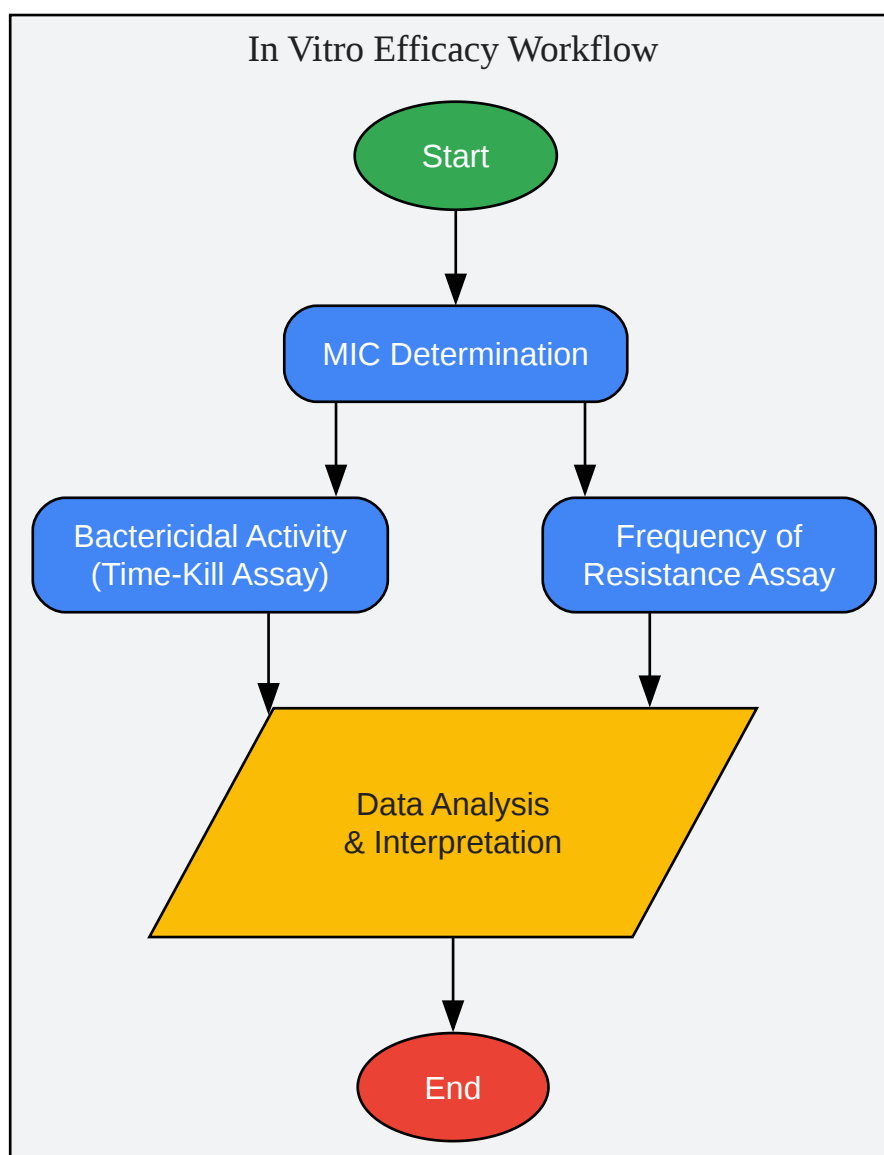 In Vitro Efficacy Workflow
Start
MIC Determination
Bactericidal Activity
(Time-Kill Assay)
Frequency of
Resistance Assay
Data Analysis
& Interpretation
End